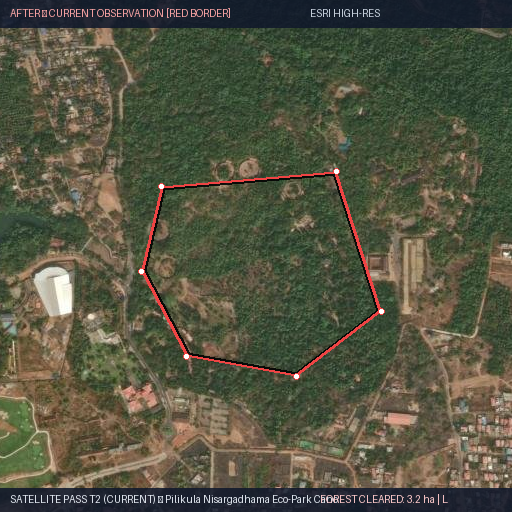 AFTER CURRENT OBSERVATION [RED BORDER]
ESRI HIGH-RES
SATELLITE PASS T2 (CURRENT) Pilikula Nisargadhama Eco-Park
FOREST CLEARED: 3.2 ha | L